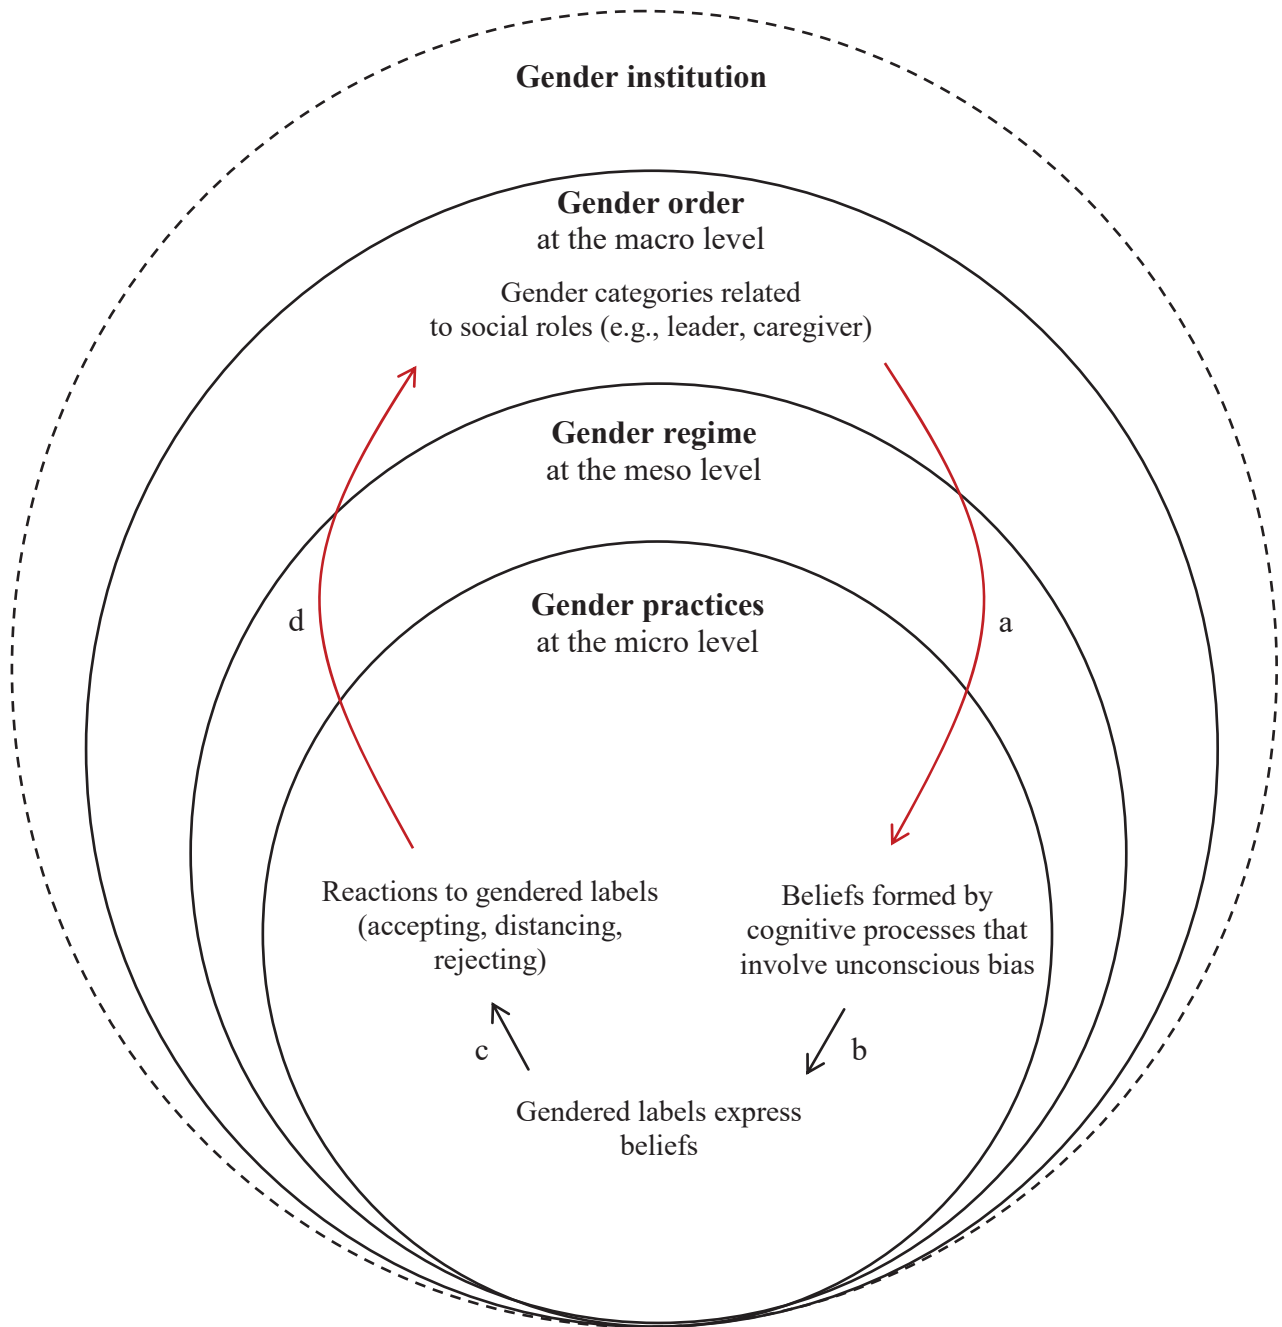 Gender institution
Gender order
at the macro level
Gender categories related
to social roles (e.g., leader, caregiver)
Gender regime
at the meso level
Gender practices
at the micro level
d
a
Reactions to gendered labels
(accepting, distancing,
rejecting)
Beliefs formed by
cognitive processes that
involve unconscious bias
c
b
Gendered labels express
beliefs